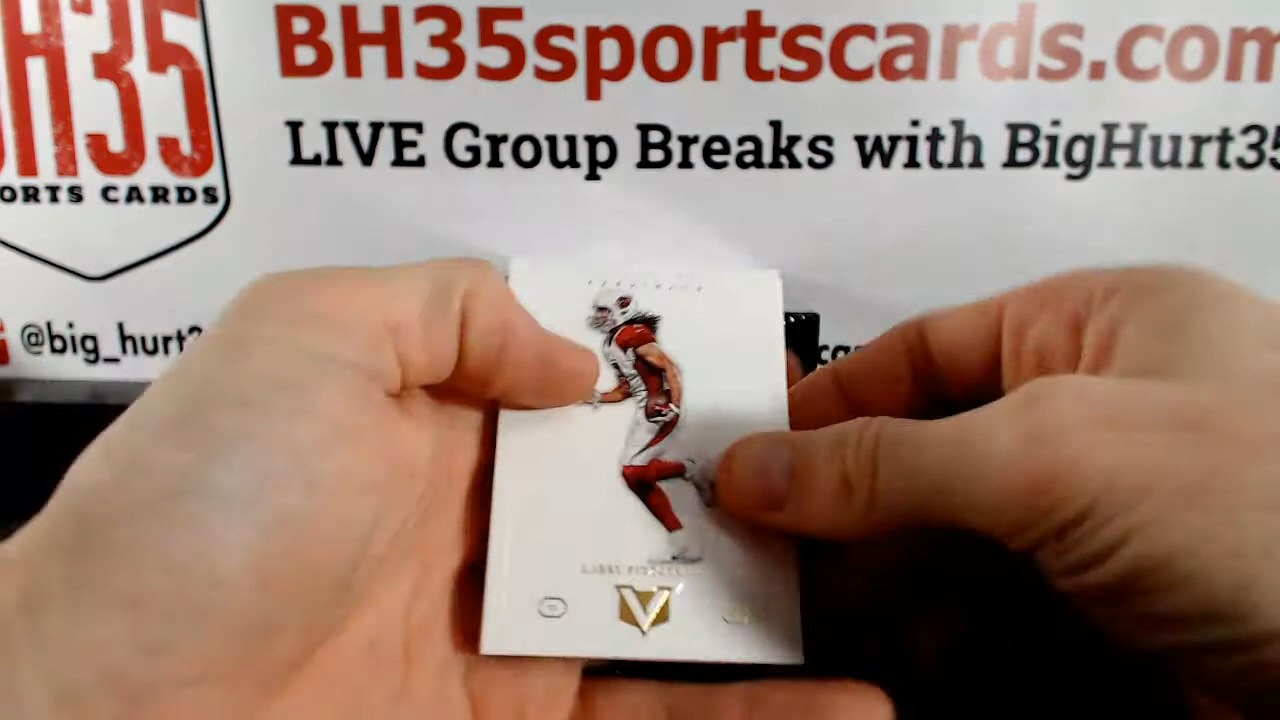 BH35sportscards.com
LIVE Group Breaks with BigHurt35
H35
ORTS CARDS
@big_hurt
V